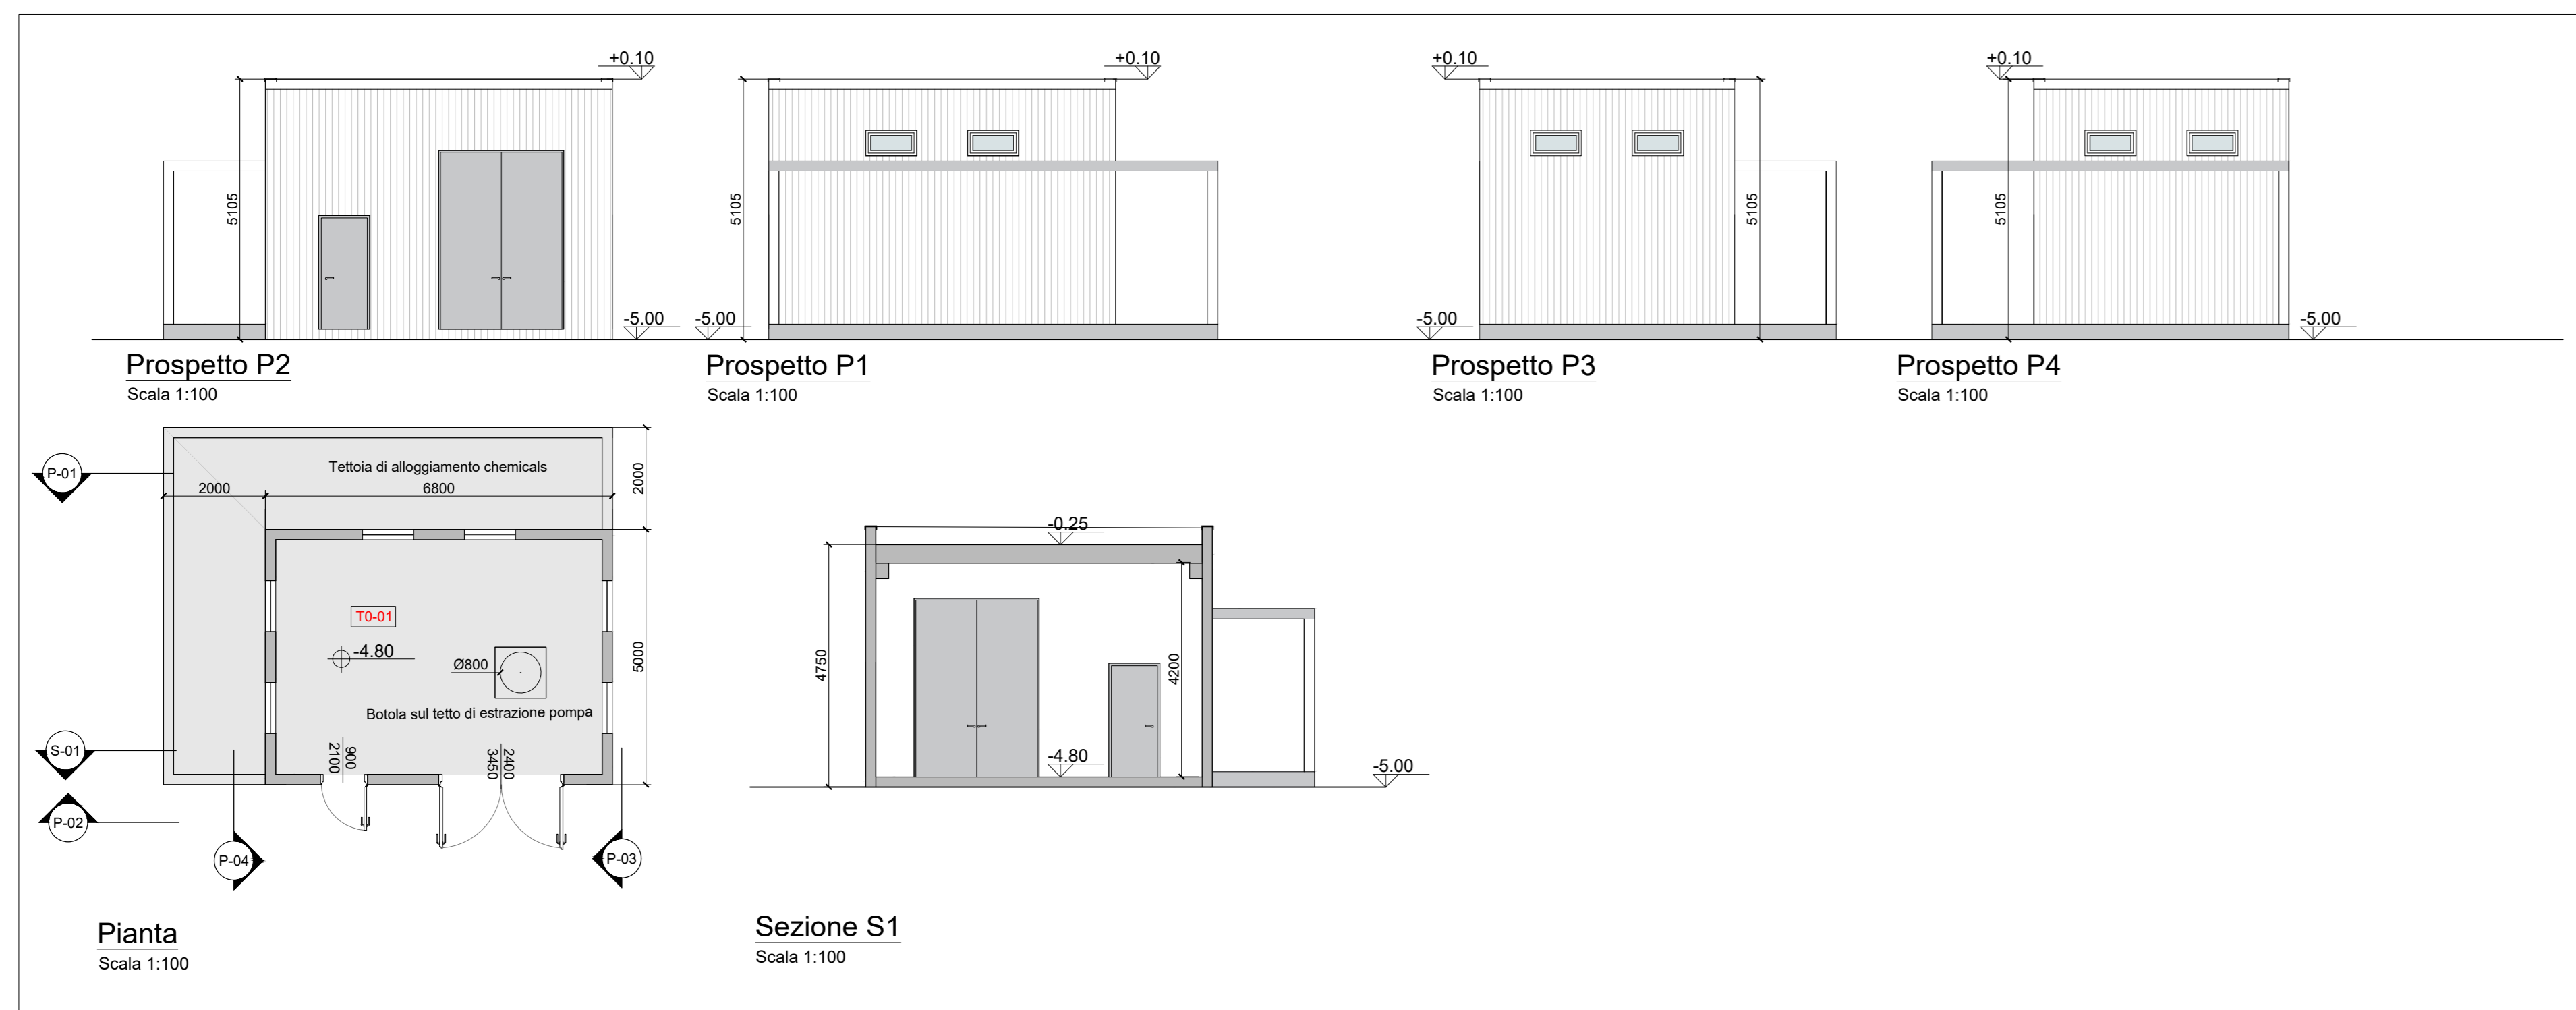 +0.10
5105
-5.00
Prospetto P2
Scala 1:100
+0.10
5105
-5.00
Prospetto P1
Scala 1:100
+0.10
5105
-5.00
Prospetto P3
Scala 1:100
+0.10
5105
-5.00
Prospetto P4
Scala 1:100
P-01
Tettoia di alloggiamento chemicals
2000
6800
2000
T0-01
-4.80
Ø800
5000
Botola sul tetto di estrazione pompa
S-01
900
2100
2400
3450
P-02
P-04
P-03
Pianta
Scala 1:100
-0.25
4750
4200
-4.80
-5.00
Sezione S1
Scala 1:100